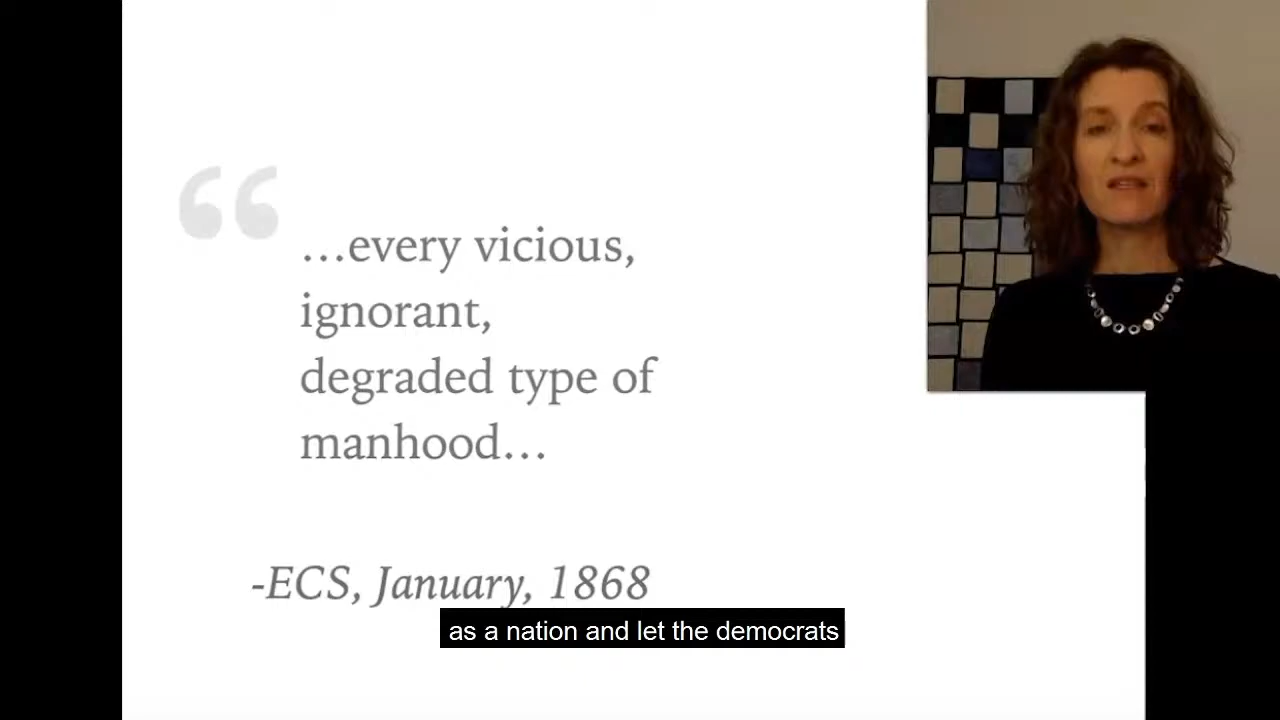 “
…every vicious,
ignorant,
degraded type of
manhood…
-ECS, January, 1868
as a nation and let the democrats